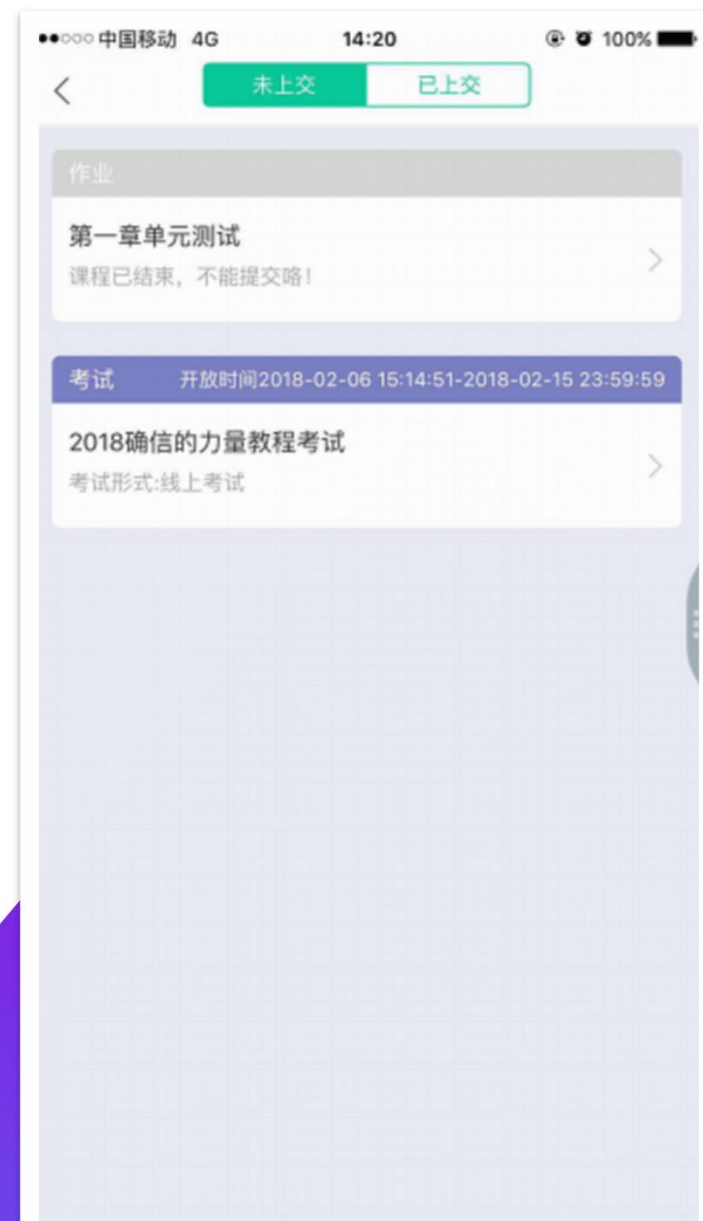 中国移动 4G 14:20 100%
未上交 已上交
作业
第一章单元测试
课程已结束，不能提交咯！
考试 开放时间2018-02-06 15:14:51-2018-02-15 23:59:59
2018确信的力量教程考试
考试形式:线上考试